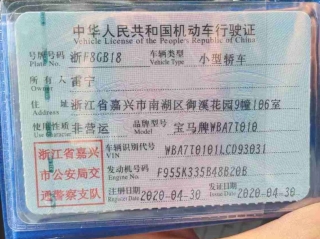 中华人民共和国机动车行驶证
Vehicle License of the People's Republic of China
号牌号码 浙F8GB18 车辆类型 小型轿车
Plate No. Vehicle Type
所有人 雷宁
住址 浙江省嘉兴市南湖区御溪花园9幢106室
使用性质 非营运 品牌型号 宝马牌WBA7T0101
Use Character
浙江省嘉兴
市公安局交
通警察支队
车辆识别代号 WBA7T0101LCD93031
VIN
发动机号码 F955K335B48B20B
Engine No.
注册日期 2020-04-30 发证日期 2020-04-30
Issue Date